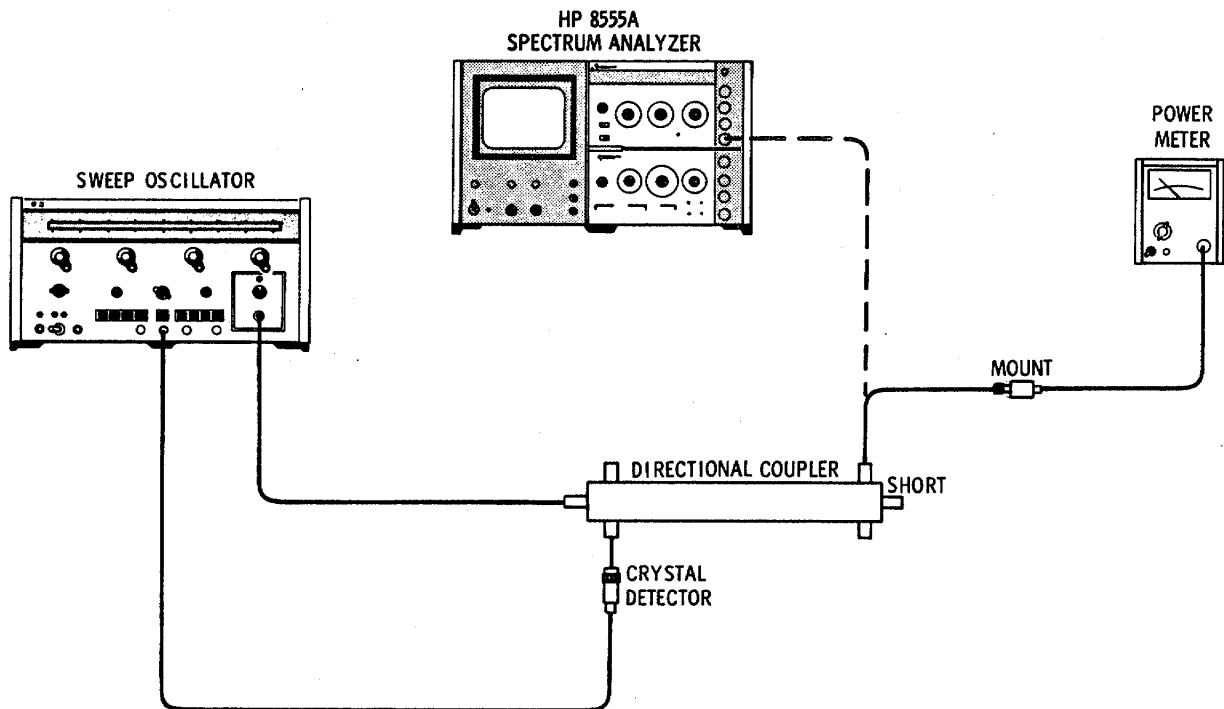 HP 8555A
SPECTRUM ANALYZER
POWER
METER
SWEEP OSCILLATOR
MOUNT
DIRECTIONAL COUPLER
SHORT
CRYSTAL
DETECTOR